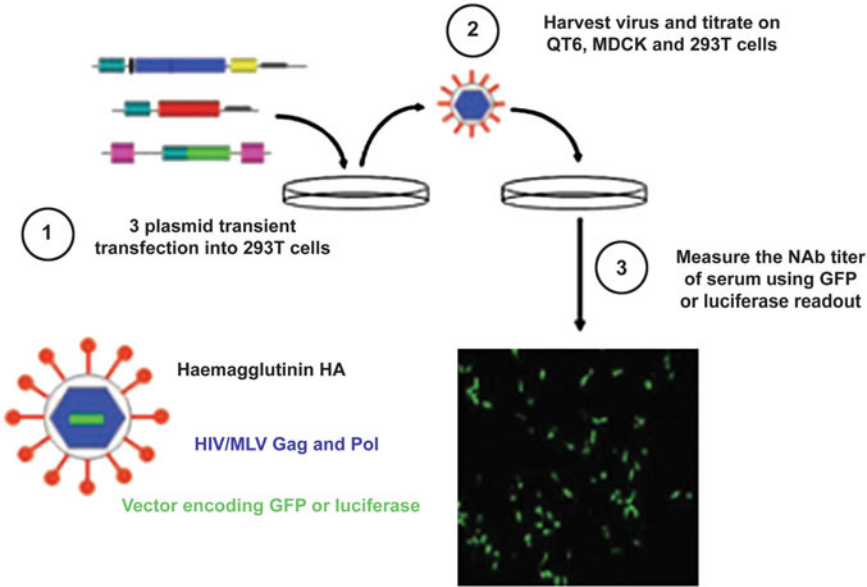 1
3 plasmid transient
transfection into 293T cells
2
Harvest virus and titrate on
QT6, MDCK and 293T cells
3
Measure the NAb titer
of serum using GFP
or luciferase readout
Haemagglutinin HA
HIV/MLV Gag and Pol
Vector encoding GFP or luciferase